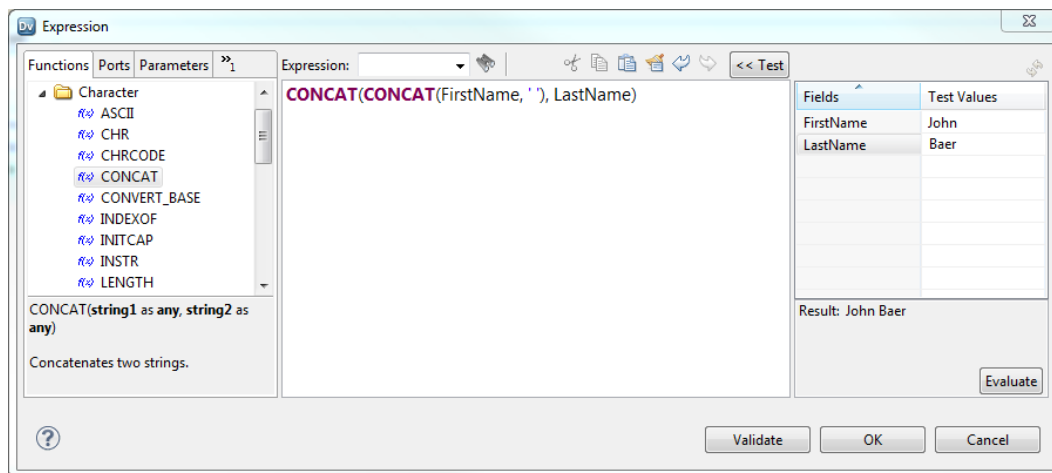 Dv Expression
Functions Ports Parameters »1
Expression:
<< Test
Character
f(x) ASCII
f(x) CHR
f(x) CHRCODE
f(x) CONCAT
f(x) CONVERT_BASE
f(x) INDEXOF
f(x) INITCAP
f(x) INSTR
f(x) LENGTH
CONCAT(string1 as any, string2 as
any)
Concatenates two strings.
CONCAT(CONCAT(FirstName, ' '), LastName)
Fields Test Values
FirstName John
LastName Baer
Result: John Baer
Evaluate
?
Validate OK Cancel